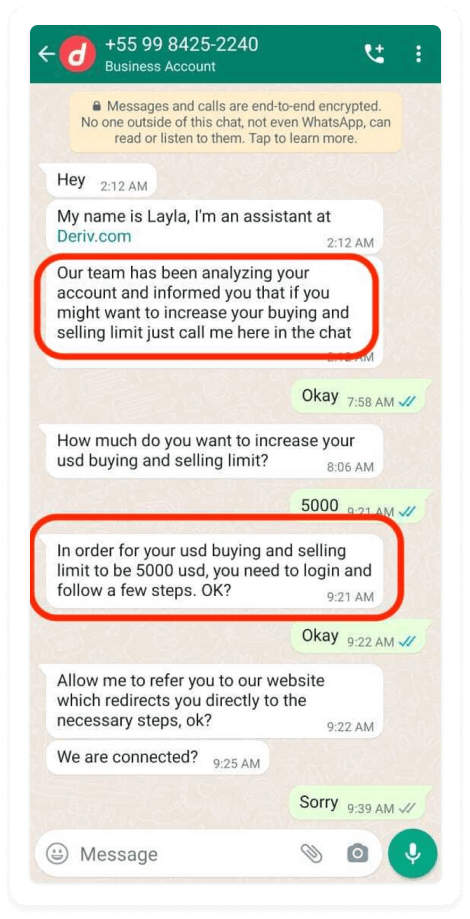 +55 99 8425-2240
Business Account
Messages and calls are end-to-end encrypted.
No one outside of this chat, not even WhatsApp, can
read or listen to them. Tap to learn more.
Hey 2:12 AM
My name is Layla, I'm an assistant at
Deriv.com
2:12 AM
Our team has been analyzing your
account and informed you that if you
might want to increase your buying and
selling limit just call me here in the chat
2:12 AM
Okay 7:58 AM
How much do you want to increase your
usd buying and selling limit?
8:06 AM
5000 9:21 AM
In order for your usd buying and selling
limit to be 5000 usd, you need to login and
follow a few steps. OK?
9:21 AM
Okay 9:22 AM
Allow me to refer you to our website
which redirects you directly to the
necessary steps, ok?
9:22 AM
We are connected? 9:25 AM
Sorry 9:39 AM
Message